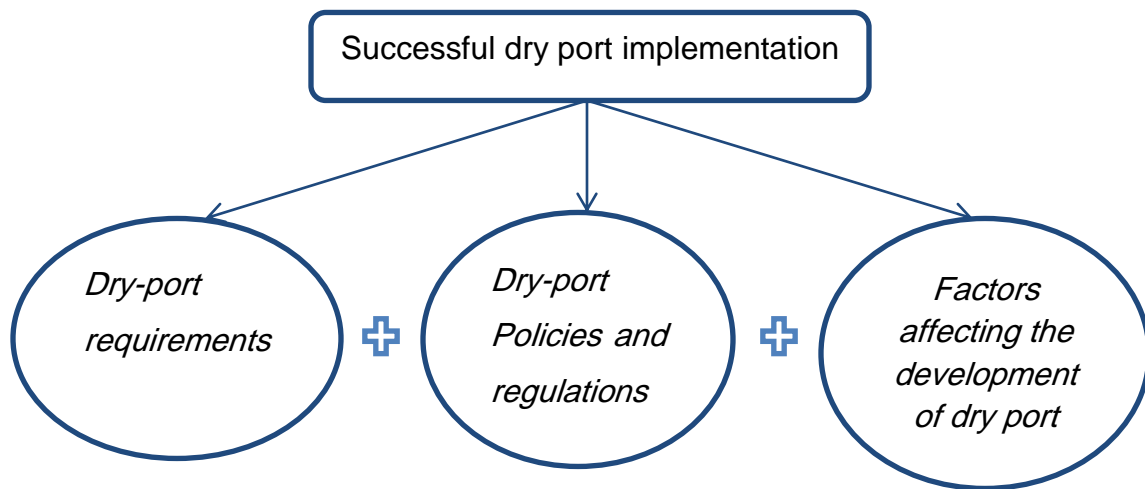 Successful dry port implementation
Dry-port
requirements
Dry-port
Policies and
regulations
Factors
affecting the
development
of dry port